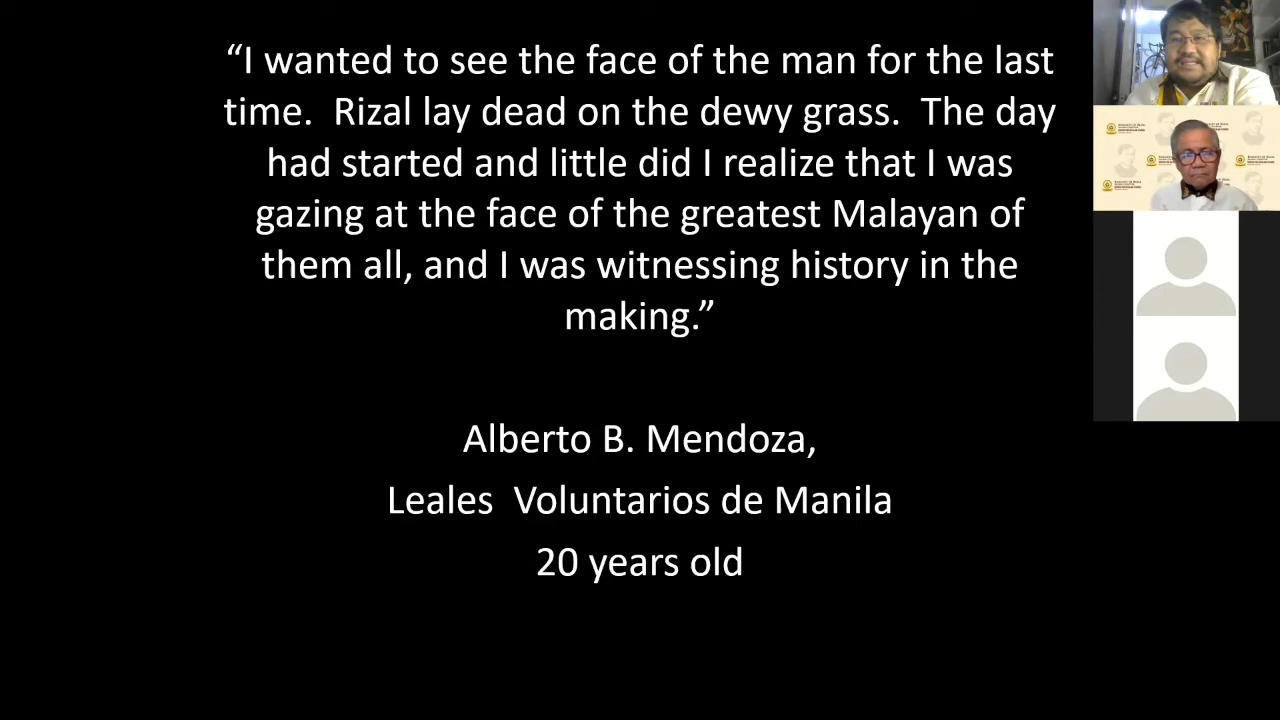 “I wanted to see the face of the man for the last
time.  Rizal lay dead on the dewy grass.  The day
had started and little did I realize that I was
gazing at the face of the greatest Malayan of
them all, and I was witnessing history in the
making.”
Alberto B. Mendoza,
Leales  Voluntarios de Manila
20 years old